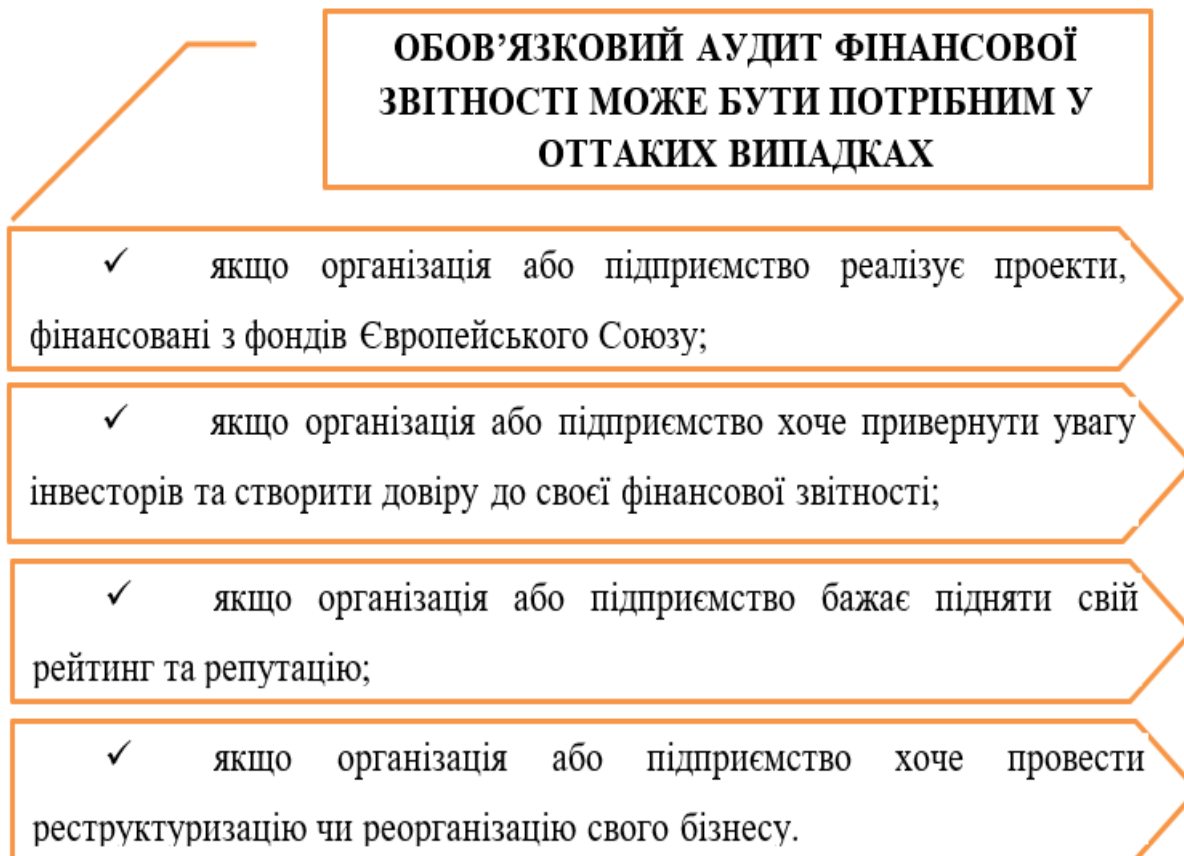 ОБОВ’ЯЗКОВИЙ АУДИТ ФІНАНСОВОЇ
ЗВІТНОСТІ МОЖЕ БУТИ ПОТРІБНИМ У
ОТТАКИХ ВИПАДКАХ
✓ якщо організація або підприємство реалізує проекти,
фінансовані з фондів Європейського Союзу;
✓ якщо організація або підприємство хоче привернути увагу
інвесторів та створити довіру до своєї фінансової звітності;
✓ якщо організація або підприємство бажає підняти свій
рейтинг та репутацію;
✓ якщо організація або підприємство хоче провести
реструктуризацію чи реорганізацію свого бізнесу.